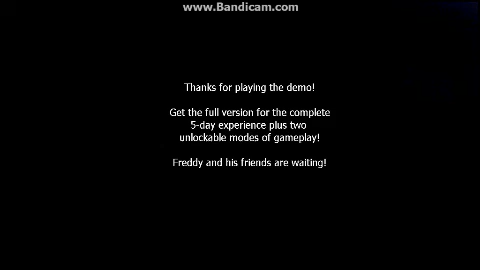 www.Bandicam.com
Thanks for playing the demo!
Get the full version for the complete
5-day experience plus two
unlockable modes of gameplay!
Freddy and his friends are waiting!